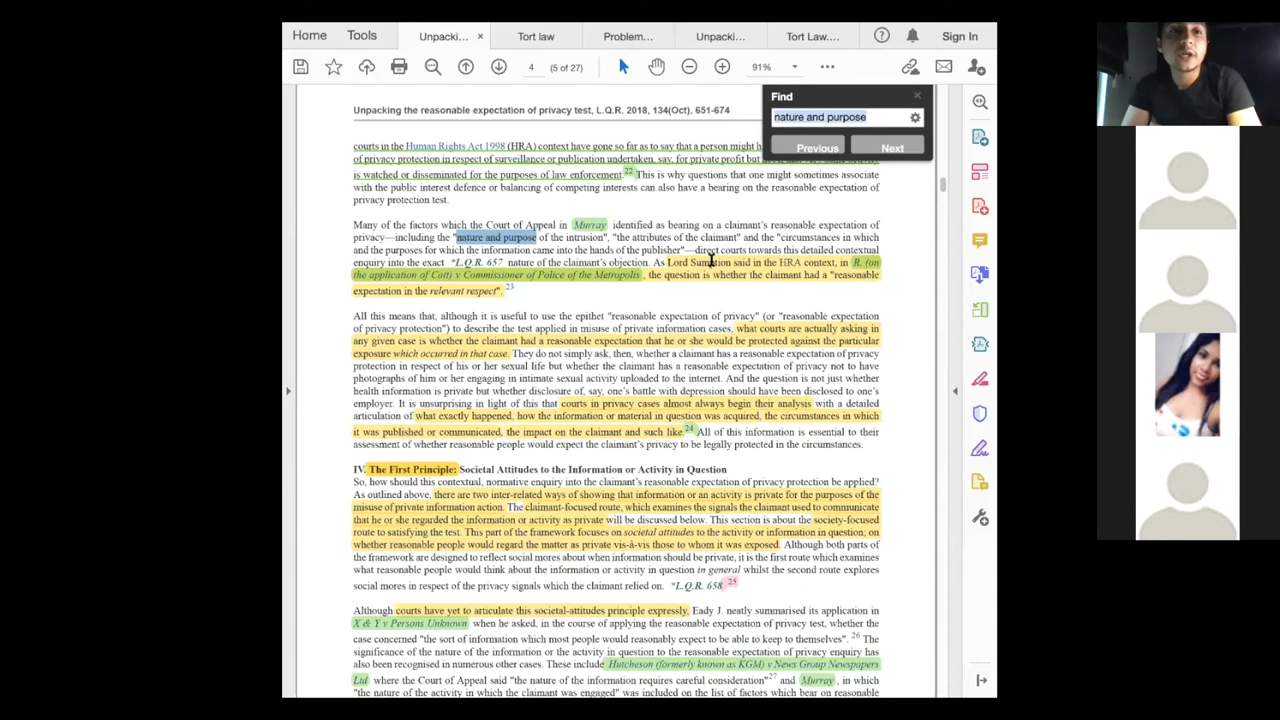 Home Tools Unpacki... × Tort law Problem... Unpacki... Tort Law.... Sign In
4 (5 of 27) 91%
Find
nature and purpose
Previous Next
Unpacking the reasonable expectation of privacy test, L.Q.R. 2018, 134(Oct), 651-674
courts in the Human Rights Act 1998 (HRA) context have gone so far as to say that a person might ha
of privacy protection in respect of surveillance or publication undertaken, say, for private profit but
is watched or disseminated for the purposes of law enforcement.22 This is why questions that one might sometimes associate
with the public interest defence or balancing of competing interests can also have a bearing on the reasonable expectation of
privacy protection test.
Many of the factors which the Court of Appeal in Murray identified as bearing on a claimant's reasonable expectation of
privacy—including the "nature and purpose of the intrusion", "the attributes of the claimant" and the "circumstances in which
and the purposes for which the information came into the hands of the publisher"—direct courts towards this detailed contextual
enquiry into the exact *L.Q.R. 657 nature of the claimant's objection. As Lord Sumption said in the HRA context, in R. (on
the application of Catt) v Commissioner of Police of the Metropolis, the question is whether the claimant had a "reasonable
expectation in the relevant respect".23
All this means that, although it is useful to use the epithet "reasonable expectation of privacy" (or "reasonable expectation
of privacy protection") to describe the test applied in misuse of private information cases, what courts are actually asking in
any given case is whether the claimant had a reasonable expectation that he or she would be protected against the particular
exposure which occurred in that case. They do not simply ask, then, whether a claimant has a reasonable expectation of privacy
protection in respect of his or her sexual life but whether the claimant has a reasonable expectation of privacy not to have
photographs of him or her engaging in intimate sexual activity uploaded to the internet. And the question is not just whether
health information is private but whether disclosure of, say, one's battle with depression should have been disclosed to one's
employer. It is unsurprising in light of this that courts in privacy cases almost always begin their analysis with a detailed
articulation of what exactly happened, how the information or material in question was acquired, the circumstances in which
it was published or communicated, the impact on the claimant and such like.24 All of this information is essential to their
assessment of whether reasonable people would expect the claimant's privacy to be legally protected in the circumstances.
IV. The First Principle: Societal Attitudes to the Information or Activity in Question
So, how should this contextual, normative enquiry into the claimant's reasonable expectation of privacy protection be applied?
As outlined above, there are two inter-related ways of showing that information or an activity is private for the purposes of the
misuse of private information action. The claimant-focused route, which examines the signals the claimant used to communicate
that he or she regarded the information or activity as private will be discussed below. This section is about the society-focused
route to satisfying the test. This part of the framework focuses on societal attitudes to the activity or information in question; on
whether reasonable people would regard the matter as private vis-à-vis those to whom it was exposed. Although both parts of
the framework are designed to reflect social mores about when information should be private, it is the first route which examines
what reasonable people would think about the information or activity in question in general whilst the second route explores
social mores in respect of the privacy signals which the claimant relied on. *L.Q.R. 658 25
Although courts have yet to articulate this societal-attitudes principle expressly, Eady J. neatly summarised its application in
X & Y v Persons Unknown when he asked, in the course of applying the reasonable expectation of privacy test, whether the
case concerned "the sort of information which most people would reasonably expect to be able to keep to themselves". 26 The
significance of the nature of the information or the activity in question to the reasonable expectation of privacy enquiry has
also been recognised in numerous other cases. These include Hutcheson (formerly known as KGM) v News Group Newspapers
Ltd where the Court of Appeal said "the nature of the information requires careful consideration"27 and Murray, in which
"the nature of the activity in which the claimant was engaged" was included on the list of factors which bear on reasonable